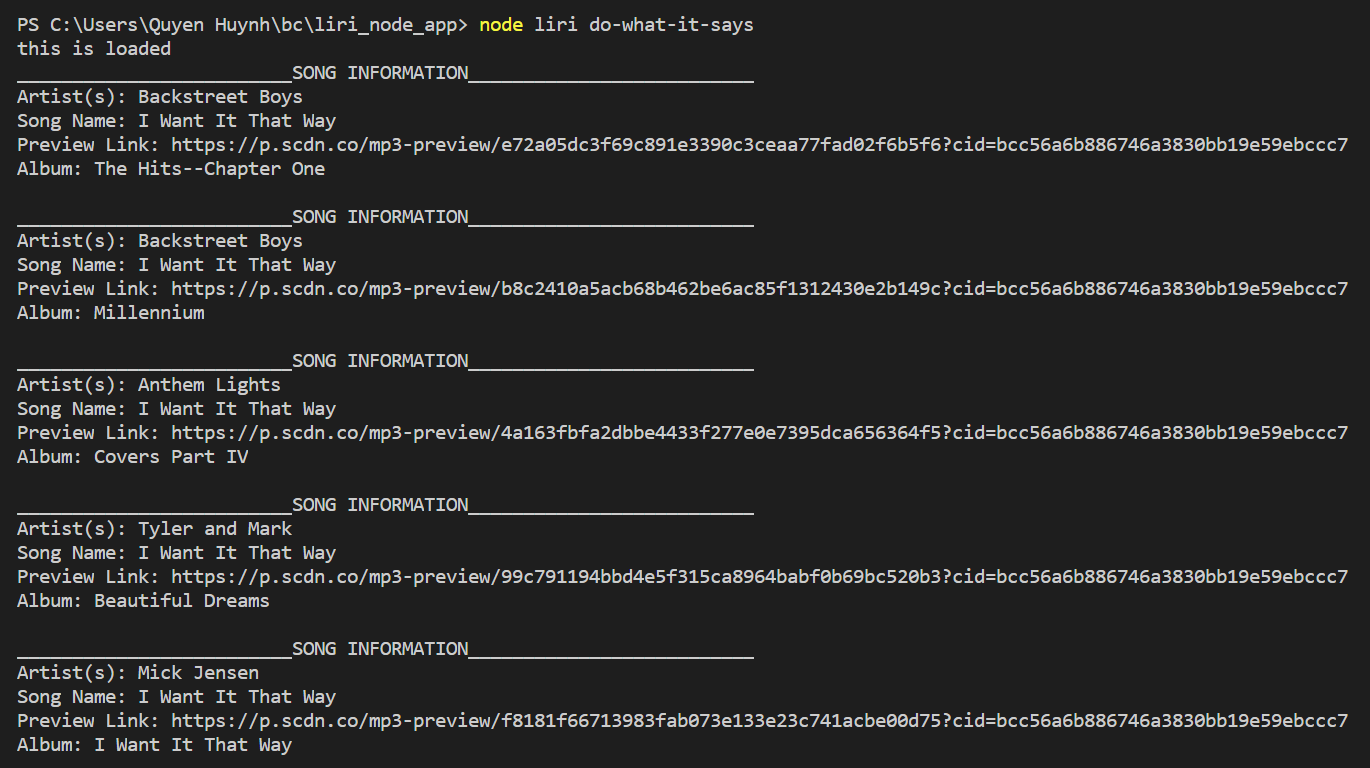 PS C:\Users\Quyen Huynh\bc\liri_node_app> node liri do-what-it-says
this is loaded
_________________________SONG INFORMATION__________________________
Artist(s): Backstreet Boys
Song Name: I Want It That Way
Preview Link: https://p.scdn.co/mp3-preview/e72a05dc3f69c891e3390c3ceaa77fad02f6b5f6?cid=bcc56a6b886746a3830bb19e59ebccc7
Album: The Hits--Chapter One

_________________________SONG INFORMATION__________________________
Artist(s): Backstreet Boys
Song Name: I Want It That Way
Preview Link: https://p.scdn.co/mp3-preview/b8c2410a5acb68b462be6ac85f1312430e2b149c?cid=bcc56a6b886746a3830bb19e59ebccc7
Album: Millennium

_________________________SONG INFORMATION__________________________
Artist(s): Anthem Lights
Song Name: I Want It That Way
Preview Link: https://p.scdn.co/mp3-preview/4a163fbfa2dbbe4433f277e0e7395dca656364f5?cid=bcc56a6b886746a3830bb19e59ebccc7
Album: Covers Part IV

_________________________SONG INFORMATION__________________________
Artist(s): Tyler and Mark
Song Name: I Want It That Way
Preview Link: https://p.scdn.co/mp3-preview/99c791194bbd4e5f315ca8964babf0b69bc520b3?cid=bcc56a6b886746a3830bb19e59ebccc7
Album: Beautiful Dreams

_________________________SONG INFORMATION__________________________
Artist(s): Mick Jensen
Song Name: I Want It That Way
Preview Link: https://p.scdn.co/mp3-preview/f8181f66713983fab073e133e23c741acbe00d75?cid=bcc56a6b886746a3830bb19e59ebccc7
Album: I Want It That Way